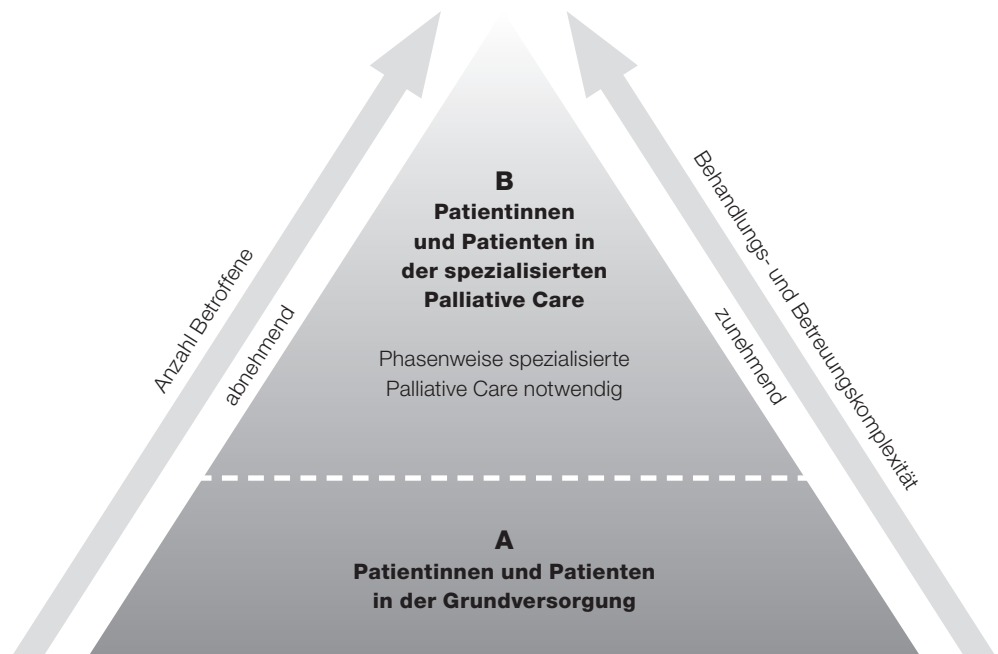 B
Patientinnen
und Patienten in
der spezialisierten
Palliative Care
Phasenweise spezialisierte
Palliative Care notwendig
A
Patientinnen und Patienten
in der Grundversorgung
Anzahl Betroffene
abnehmend
Behandlungs- und Betreuungskomplexität
zunehmend